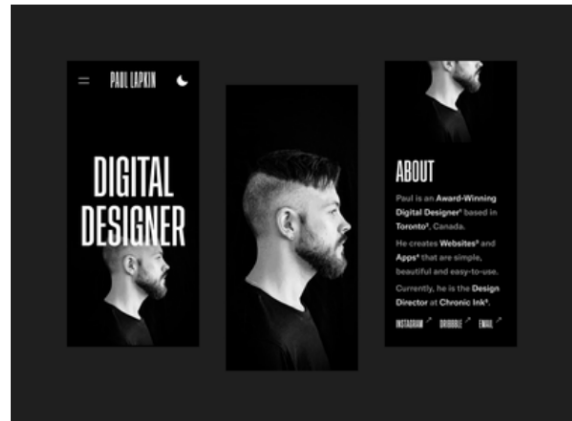 PAUL LAPKIN
DIGITAL
DESIGNER
ABOUT
Paul is an Award-Winning
Digital Designer¹ based in
Toronto², Canada.
He creates Websites³ and
Apps⁴ that are simple,
beautiful and easy-to-use.
Currently, he is the Design
Director at Chronic Ink⁵.
INSTAGRAM ↗ DRIBBBLE ↗ EMAIL ↗